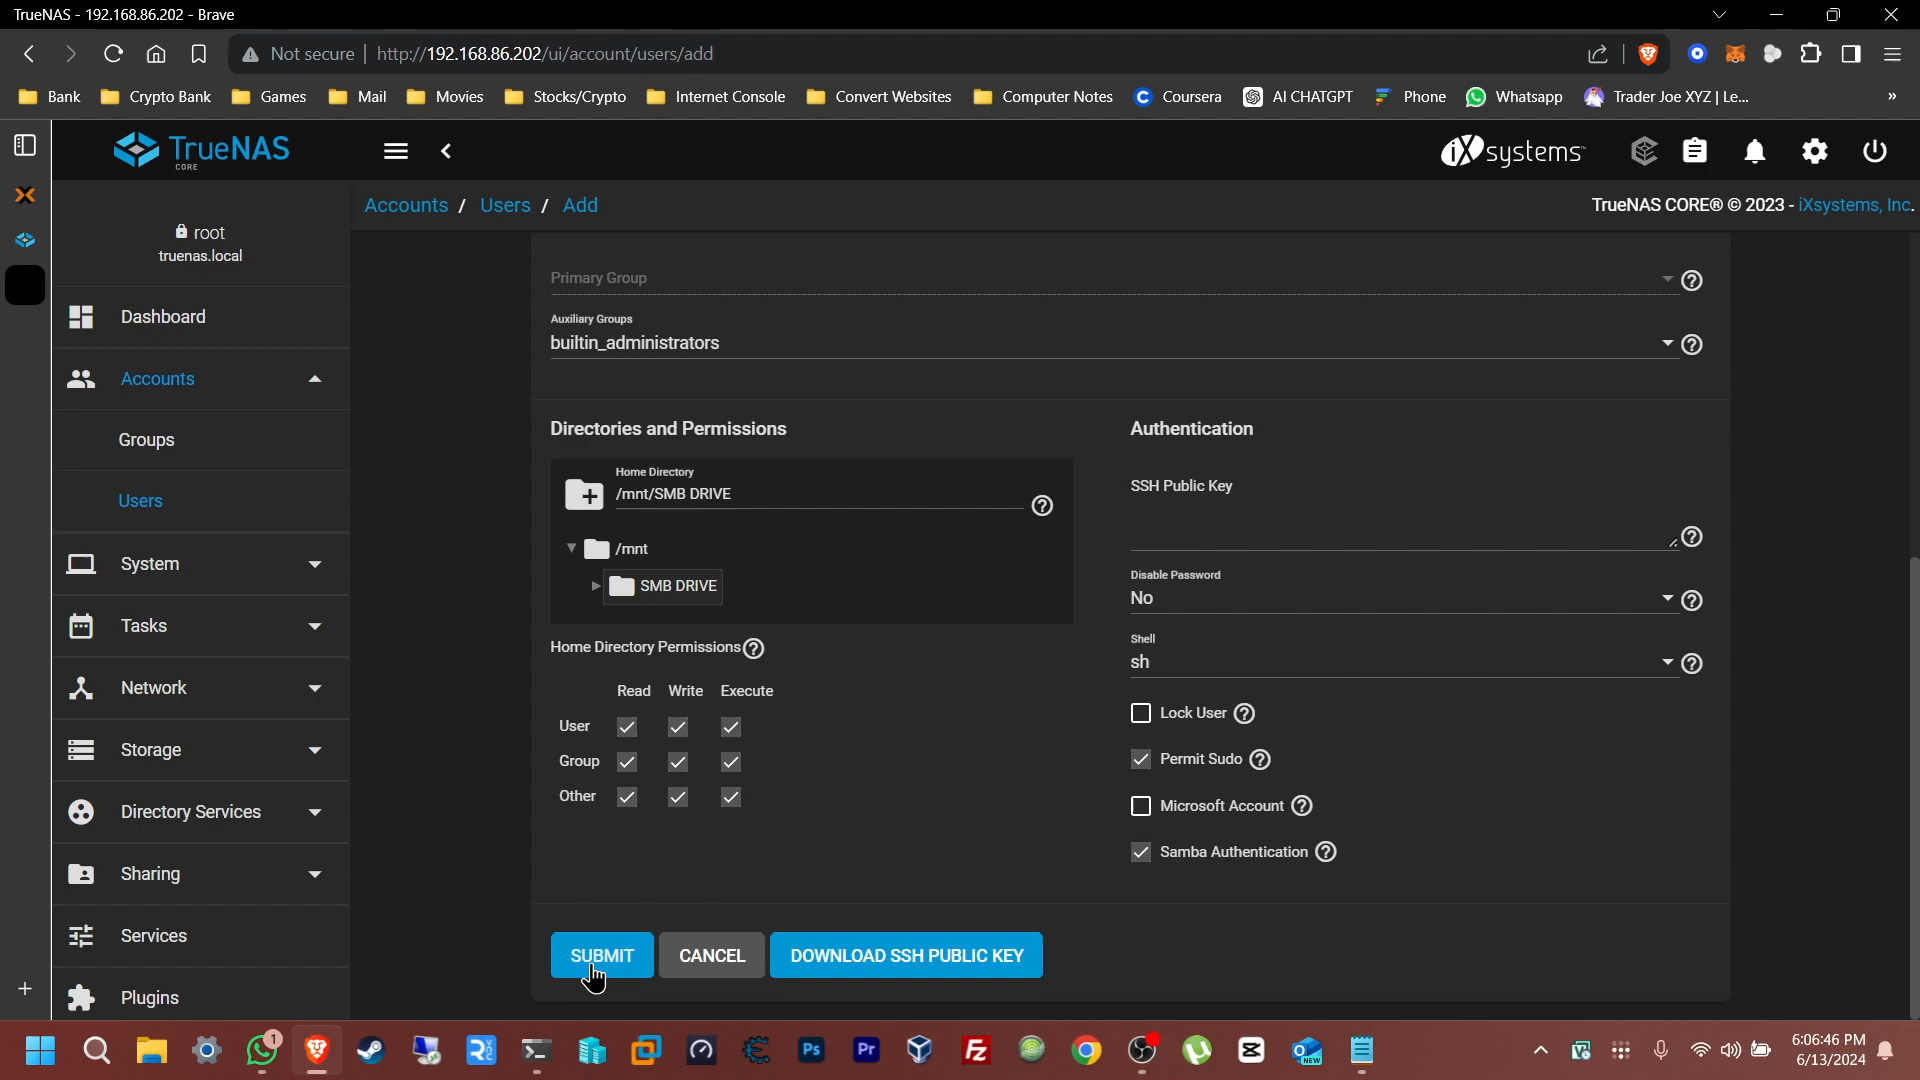 TrueNAS - 192.168.86.202 - Brave
Not secure | http://192.168.86.202/ui/account/users/add
Bank Crypto Bank Games Mail Movies Stocks/Crypto Internet Console Convert Websites Computer Notes Coursera AI CHATGPT Phone Whatsapp Trader Joe XYZ | Le... »
TrueNAS CORE
iXsystems
Accounts / Users / Add
TrueNAS CORE® © 2023 - iXsystems, Inc.
root
truenas.local
Dashboard
Accounts
Groups
Users
System
Tasks
Network
Storage
Directory Services
Sharing
Services
Plugins
Primary Group
Auxiliary Groups
builtin_administrators
Directories and Permissions
Home Directory
/mnt/SMB DRIVE
/mnt
SMB DRIVE
Home Directory Permissions
Read Write Execute
User
Group
Other
Authentication
SSH Public Key
Disable Password
No
Shell
sh
Lock User
Permit Sudo
Microsoft Account
Samba Authentication
SUBMIT CANCEL DOWNLOAD SSH PUBLIC KEY
1
Ps
Pr
Fz
NEW
6:06:46 PM
6/13/2024